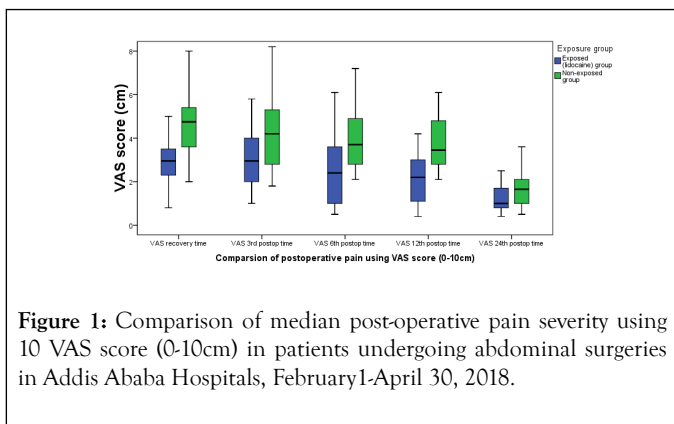 Exposure group
Exposed (lidocaine) group
Non-exposed group
VAS score (cm)
8
6
4
2
0
VAS recovery time
VAS 3rd postop time
VAS 6th postop time
VAS 12th postop time
VAS 24th postop time
Comparsion of postoperative pain using VAS score (0-10cm)
Figure 1: Comparison of median post-operative pain severity using
10 VAS score (0-10cm) in patients undergoing abdominal surgeries
in Addis Ababa Hospitals, February1-April 30, 2018.